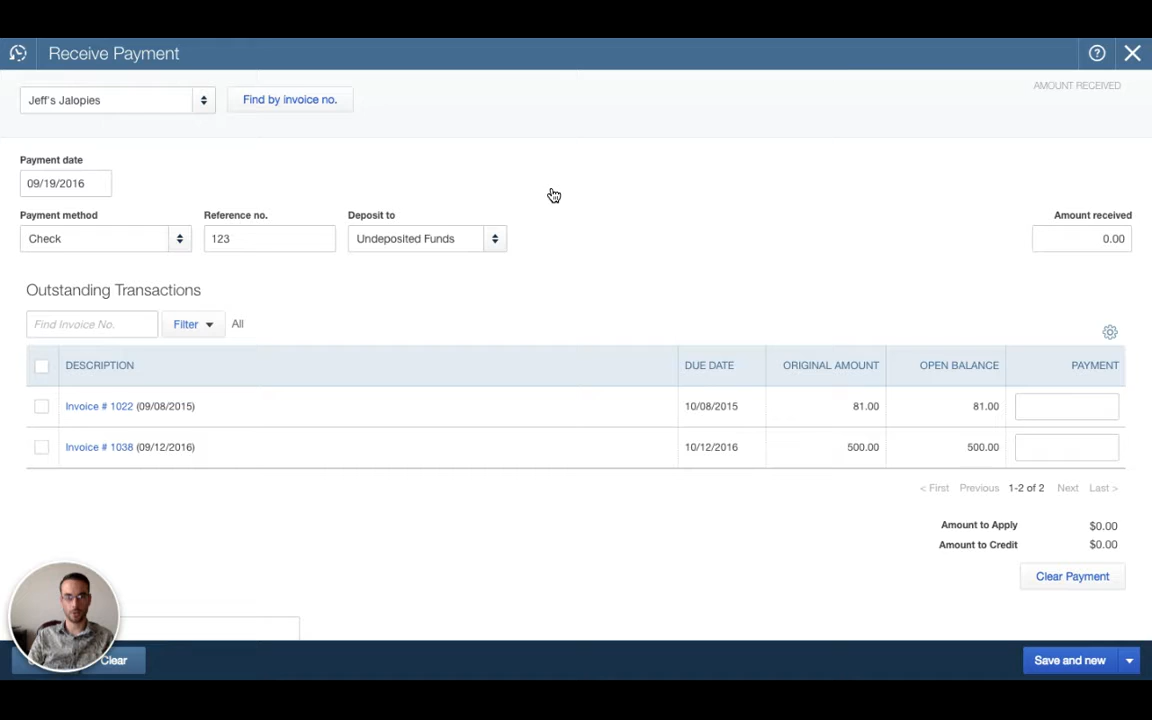 Receive Payment
AMOUNT RECEIVED
Jeff's Jalopies
Find by invoice no.
Payment date
09/19/2016
Payment method Reference no. Deposit to Amount received
Check 123 Undeposited Funds 0.00
Outstanding Transactions
Find Invoice No. Filter All
DESCRIPTION DUE DATE ORIGINAL AMOUNT OPEN BALANCE PAYMENT
Invoice # 1022 (09/08/2015) 10/08/2015 81.00 81.00
Invoice # 1038 (09/12/2016) 10/12/2016 500.00 500.00
< First Previous 1-2 of 2 Next Last >
Amount to Apply $0.00
Amount to Credit $0.00
Clear Payment
Clear Save and new